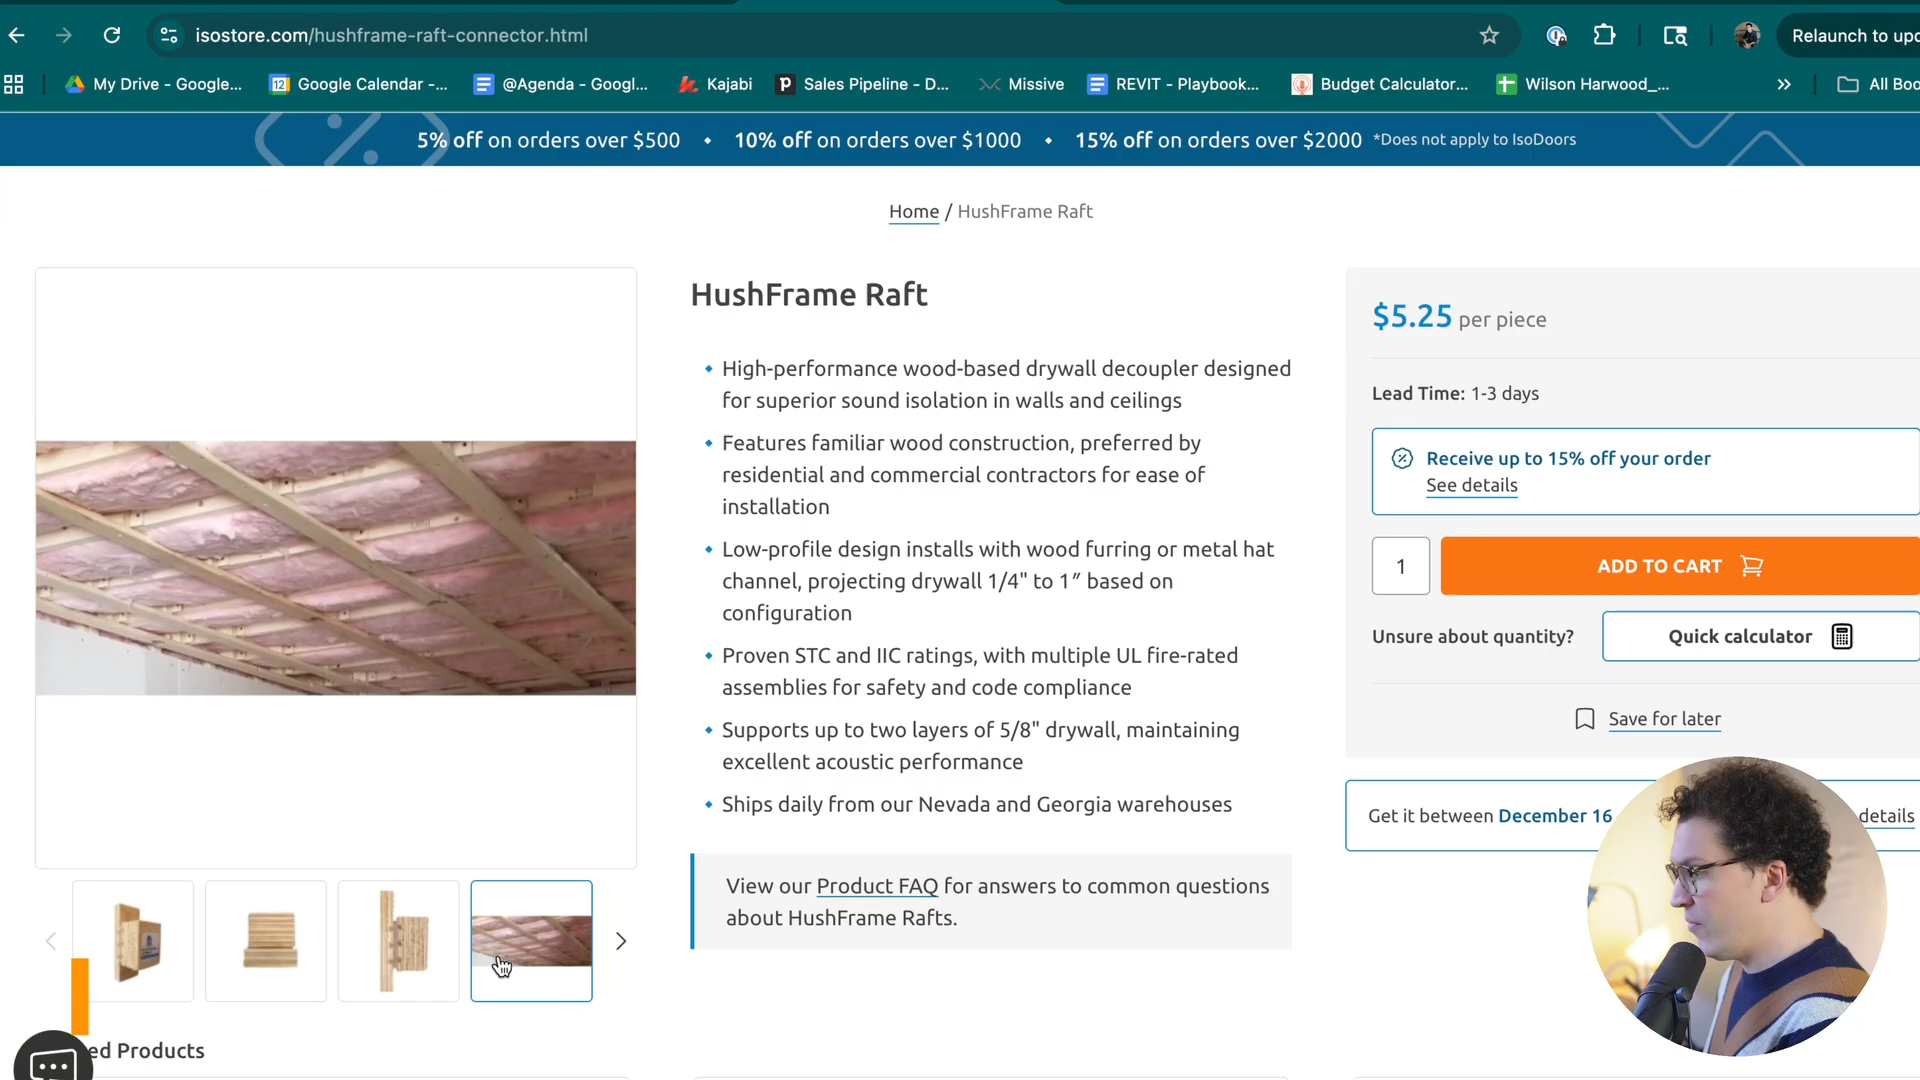 isostore.com/hushframe-raft-connector.html
Relaunch to upd
My Drive - Google...
12
Google Calendar -...
@Agenda - Googl...
Kajabi
Sales Pipeline - D...
Missive
REVIT - Playbook...
Budget Calculator...
Wilson Harwood_...
All Boo
5% off on orders over $500 • 10% off on orders over $1000 • 15% off on orders over $2000 *Does not apply to IsoDoors
Home / HushFrame Raft
HushFrame Raft
High-performance wood-based drywall decoupler designed
for superior sound isolation in walls and ceilings
Features familiar wood construction, preferred by
residential and commercial contractors for ease of
installation
Low-profile design installs with wood furring or metal hat
channel, projecting drywall 1/4" to 1″ based on
configuration
Proven STC and IIC ratings, with multiple UL fire-rated
assemblies for safety and code compliance
Supports up to two layers of 5/8" drywall, maintaining
excellent acoustic performance
Ships daily from our Nevada and Georgia warehouses
View our Product FAQ for answers to common questions
about HushFrame Rafts.
$5.25 per piece
Lead Time: 1-3 days
Receive up to 15% off your order
See details
1
ADD TO CART
Unsure about quantity?
Quick calculator
Save for later
Get it between December 16
details
ed Products